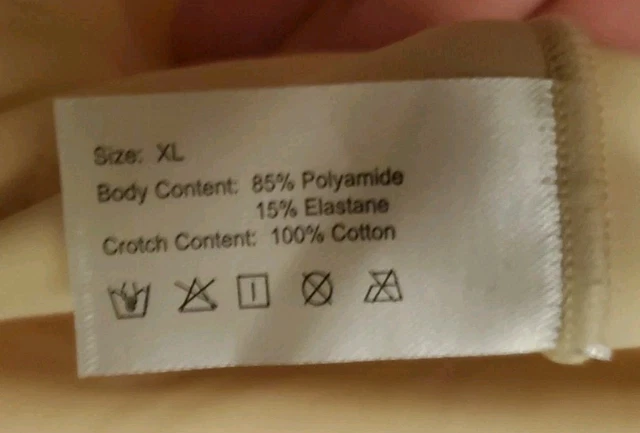 Size: XL
Body Content: 85% Polyamide
15% Elastane
Crotch Content: 100% Cotton